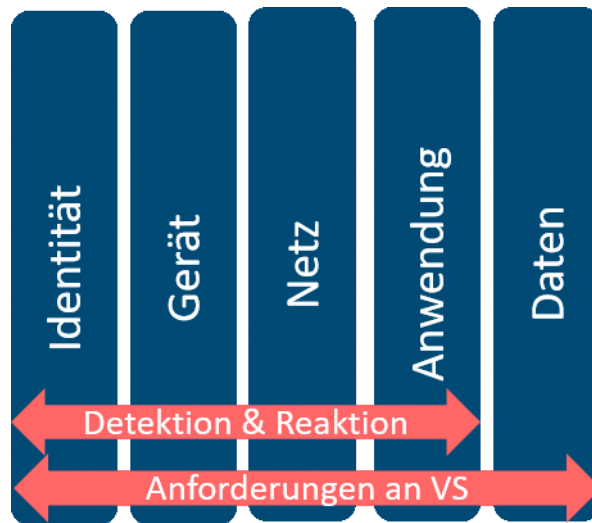 Identität
Gerät
Netz
Anwendung
Daten
Detektion & Reaktion
Anforderungen an VS